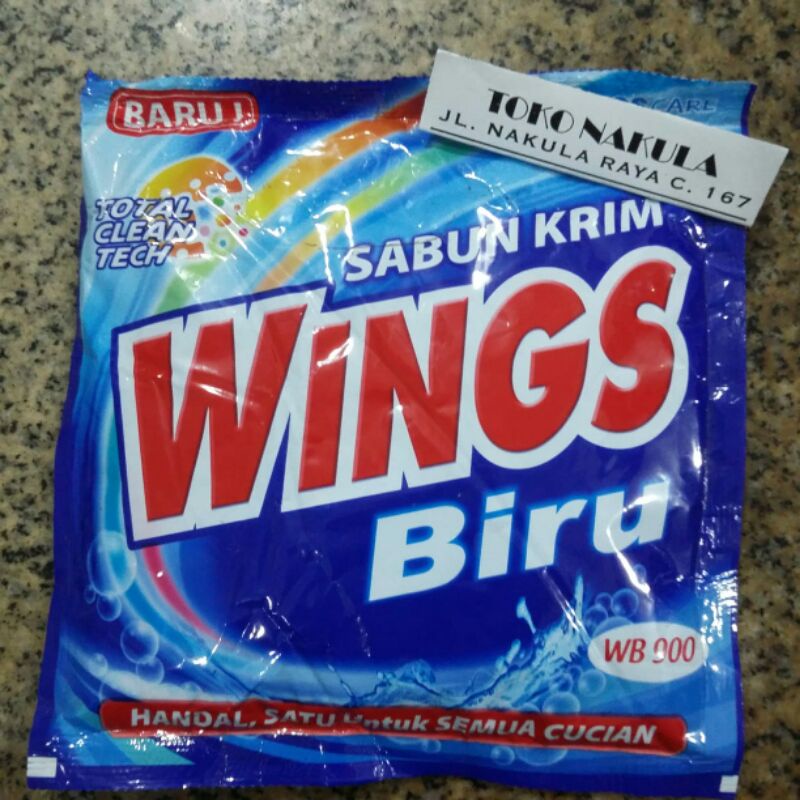 BARU !
TOKO NAKULA
JL. NAKULA RAYA C. 167
TOTAL
CLEAN
TECH
SABUN KRIM
WiNGS
Biru
WB 900
HANDAL, SATU Untuk SEMUA CUCIAN